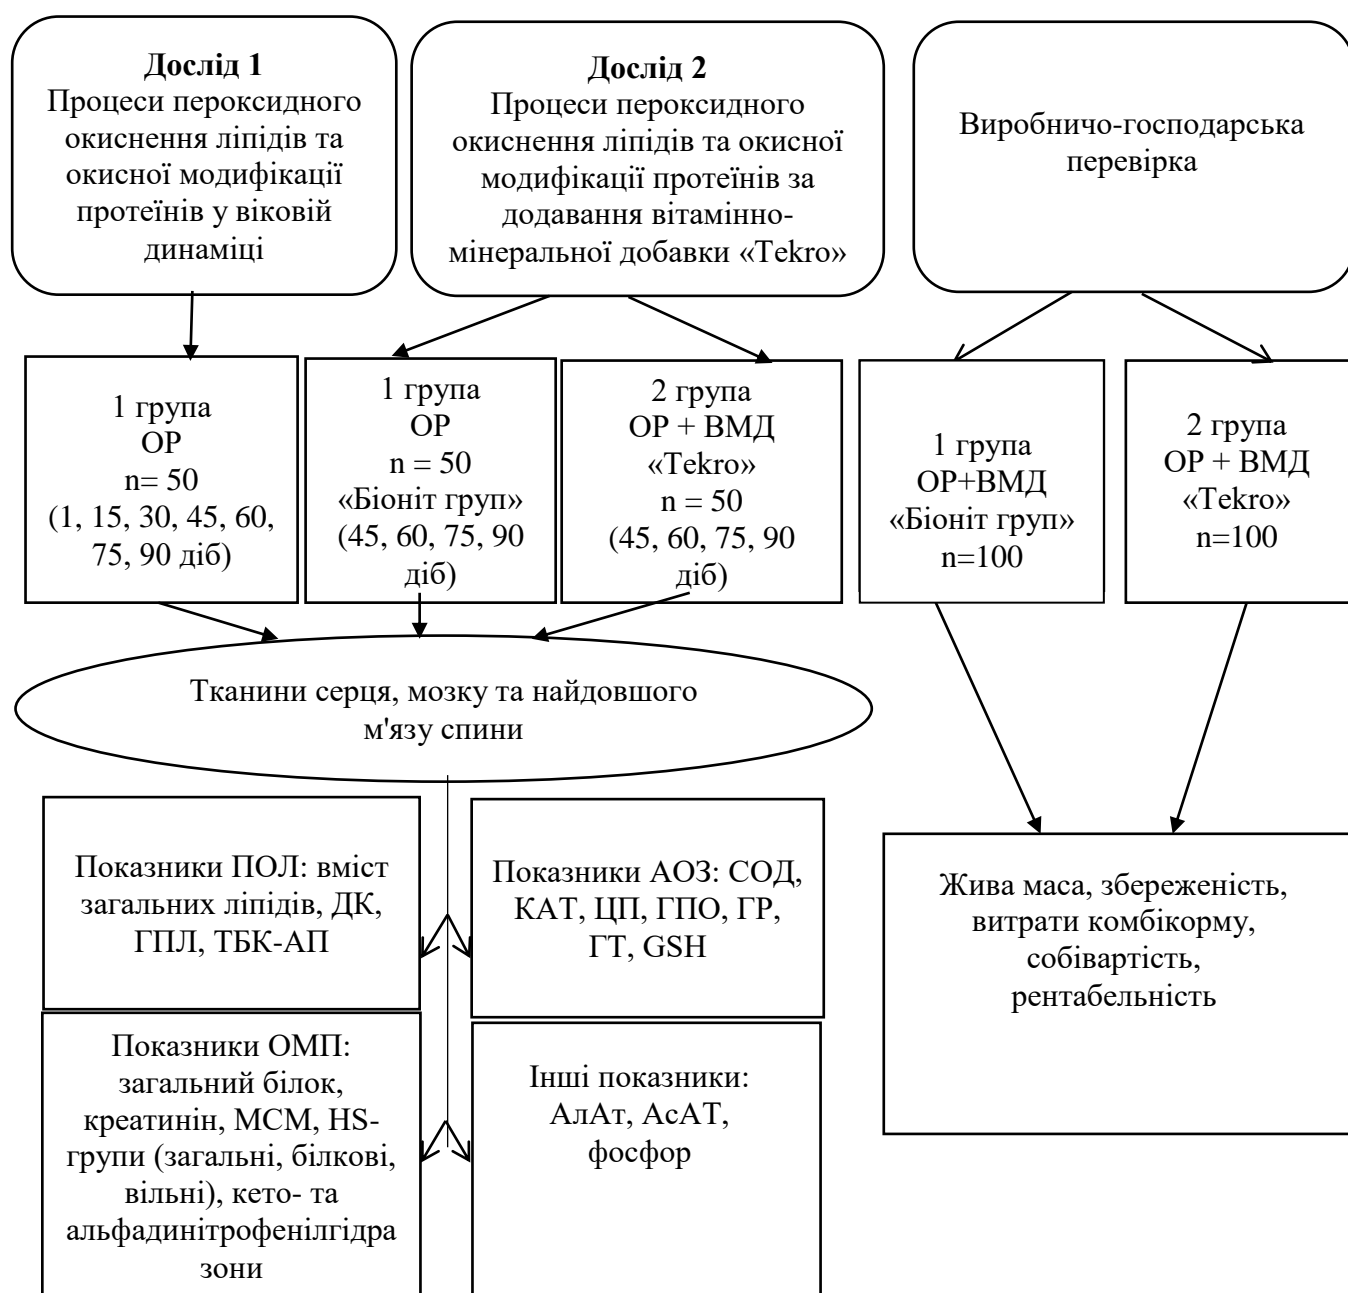 Дослід 1
Процеси пероксидного
окиснення ліпідів та
окисної модифікації
протеїнів у віковій
динаміці
Дослід 2
Процеси пероксидного
окиснення ліпідів та окисної
модифікації протеїнів за
додавання вітамінно-
мінеральної добавки «Tekro»
Виробничо-господарська
перевірка
1 група
ОР
n= 50
(1, 15, 30, 45, 60,
75, 90 діб)
1 група
ОР
n = 50
«Біоніт груп»
(45, 60, 75, 90
діб)
2 група
ОР + ВМД
«Tekro»
n = 50
(45, 60, 75, 90
діб)
1 група
ОР+ВМД
«Біоніт груп»
n=100
2 група
ОР + ВМД
«Tekro»
n=100
Тканини серця, мозку та найдовшого
м'язу спини
Показники ПОЛ: вміст
загальних ліпідів, ДК,
ГПЛ, ТБК-АП
Показники АОЗ: СОД,
КАТ, ЦП, ГПО, ГР,
ГТ, GSH
Жива маса, збереженість,
витрати комбікорму,
собівартість,
рентабельність
Показники ОМП:
загальний білок,
креатинін, МСМ, HS-
групи (загальні, білкові,
вільні), кето- та
альфадинітрофенілгідра
зони
Інші показники:
АлАт, АсАТ,
фосфор